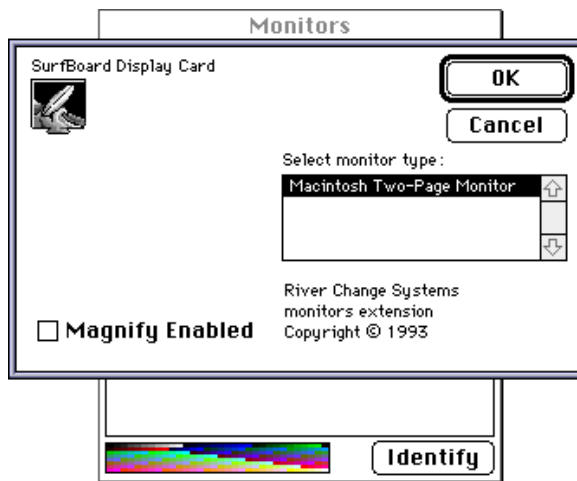 Monitors
SurfBoard Display Card
OK
Cancel
Select monitor type:
Macintosh Two-Page Monitor
River Change Systems
monitors extension
Copyright © 1993
Magnify Enabled
Identify